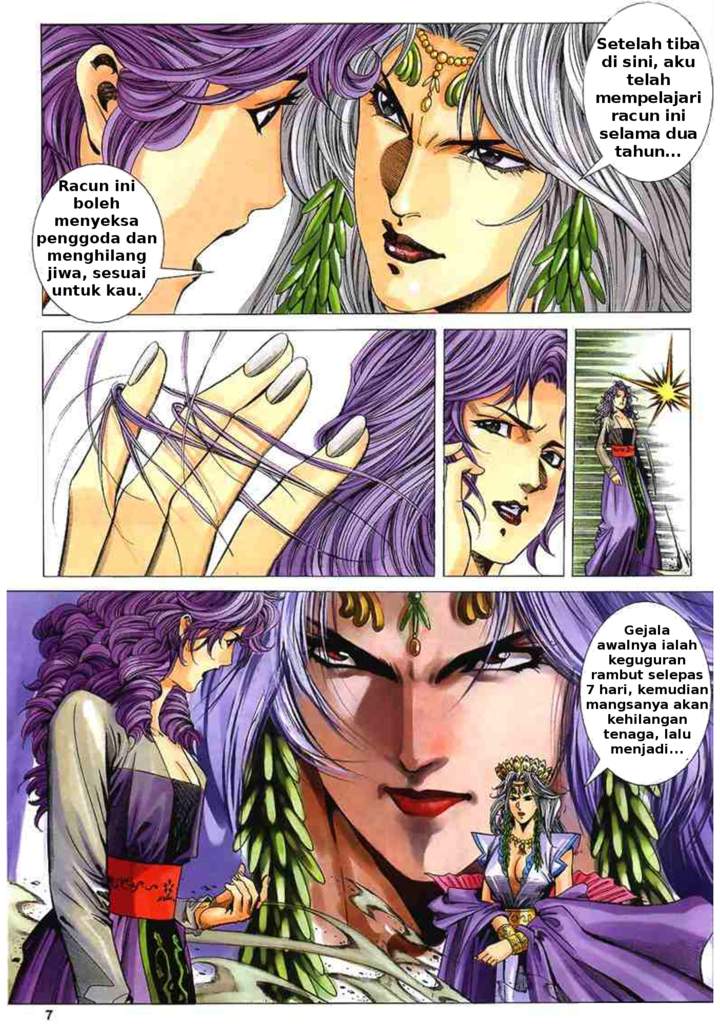 Setelah tiba
di sini, aku
telah
mempelajari
racun ini
selama dua
tahun...
Racun ini
boleh
menyeksa
penggoda dan
menghilang
jiwa, sesuai
untuk kau.
Gejala
awalnya ialah
keguguran
rambut selepas
7 hari, kemudian
mangsanya akan
kehilangan
tenaga, lalu
menjadi...
7